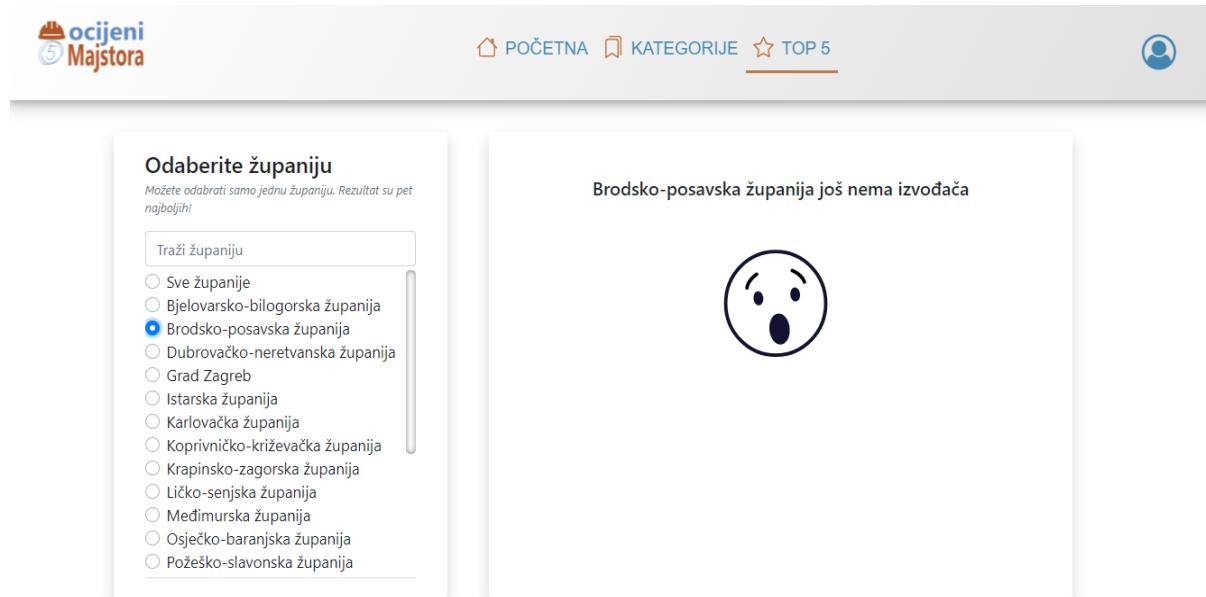 ocijeni
5 Majstora
POČETNA KATEGORIJE TOP 5
Odaberite županiju
Možete odabrati samo jednu županiju. Rezultat su pet
najboljih!
Traži županiju
Sve županije
Bjelovarsko-bilogorska županija
Brodsko-posavska županija
Dubrovačko-neretvanska županija
Grad Zagreb
Istarska županija
Karlovačka županija
Koprivničko-križevačka županija
Krapinsko-zagorska županija
Ličko-senjska županija
Međimurska županija
Osječko-baranjska županija
Požeško-slavonska županija
Brodsko-posavska županija još nema izvođača